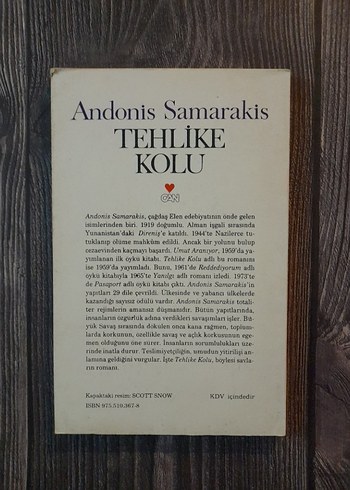 Andonis Samarakis
TEHLİKE
KOLU
CAN
Andonis Samarakis, çağdaş Elen edebiyatının önde gelen
isimlerinden biri. 1919 doğumlu. Alman işgali sırasında
Yunanistan'daki Direniş'e katıldı. 1944'te Nazilerce tu-
tuklanıp ölüme mahkûm edildi. Ancak bir yolunu bulup
cezaevinden kaçmayı başardı. Umut Aranıyor, 1959'da ya-
yımlanan ilk öykü kitabı. Tehlike Kolu adlı bu romanını
ise 1959'da yayımladı. Bunu, 1961'de Reddediyorum adlı
öykü kitabıyla 1965'te Yanılgı adlı romanı izledi. 1973'te
de Pasaport adlı öykü kitabı çıktı. Andonis Samarakis'in
yapıtları 29 dile çevrildi. Ülkesinde ve yabancı ülkelerde
kazandığı sayısız ödülü vardır. Andonis Samarakis totali-
ter rejimlerin amansız düşmanıdır. Bütün yapıtlarında,
insanların özgürlük adına verdikleri savaşımları işler. Bü-
yük Savaş sırasında dökülen onca kana rağmen, toplumu-
larda korkunun, özellikle savaş ve açlık korkusunun ege-
men olduğunu öne sürer. İnsanların sorumlulukları üze-
rinde ısrarla durur. Teslimiyetçiliğin, umudun yitirilişi an-
lamına geldiğini vurgular. İşte Tehlike Kolu, böylesi savla-
rın romanı.
Kapaktaki resim: SCOTT SNOW
KDV içindedir
ISBN 975.510.367-8